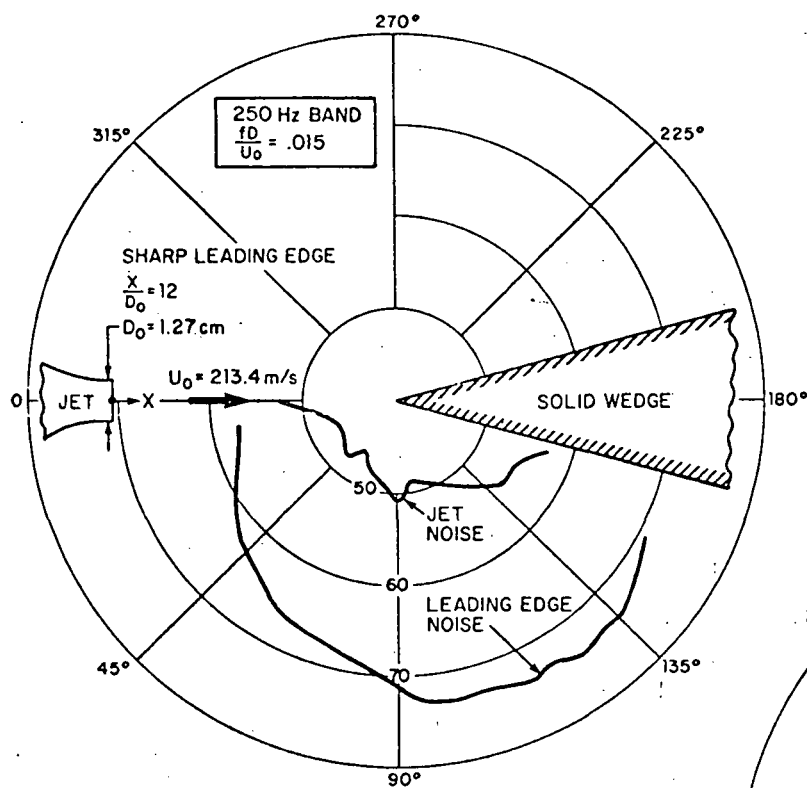 270°
250 Hz BAND
fD
U₀ = .015
315°
225°
SHARP LEADING EDGE
X
D₀ = 12
D₀ = 1.27 cm
U₀ = 213.4 m/s
0
JET
X
SOLID WEDGE
180°
50
JET
NOISE
60
LEADING EDGE
NOISE
70
45°
135°
90°